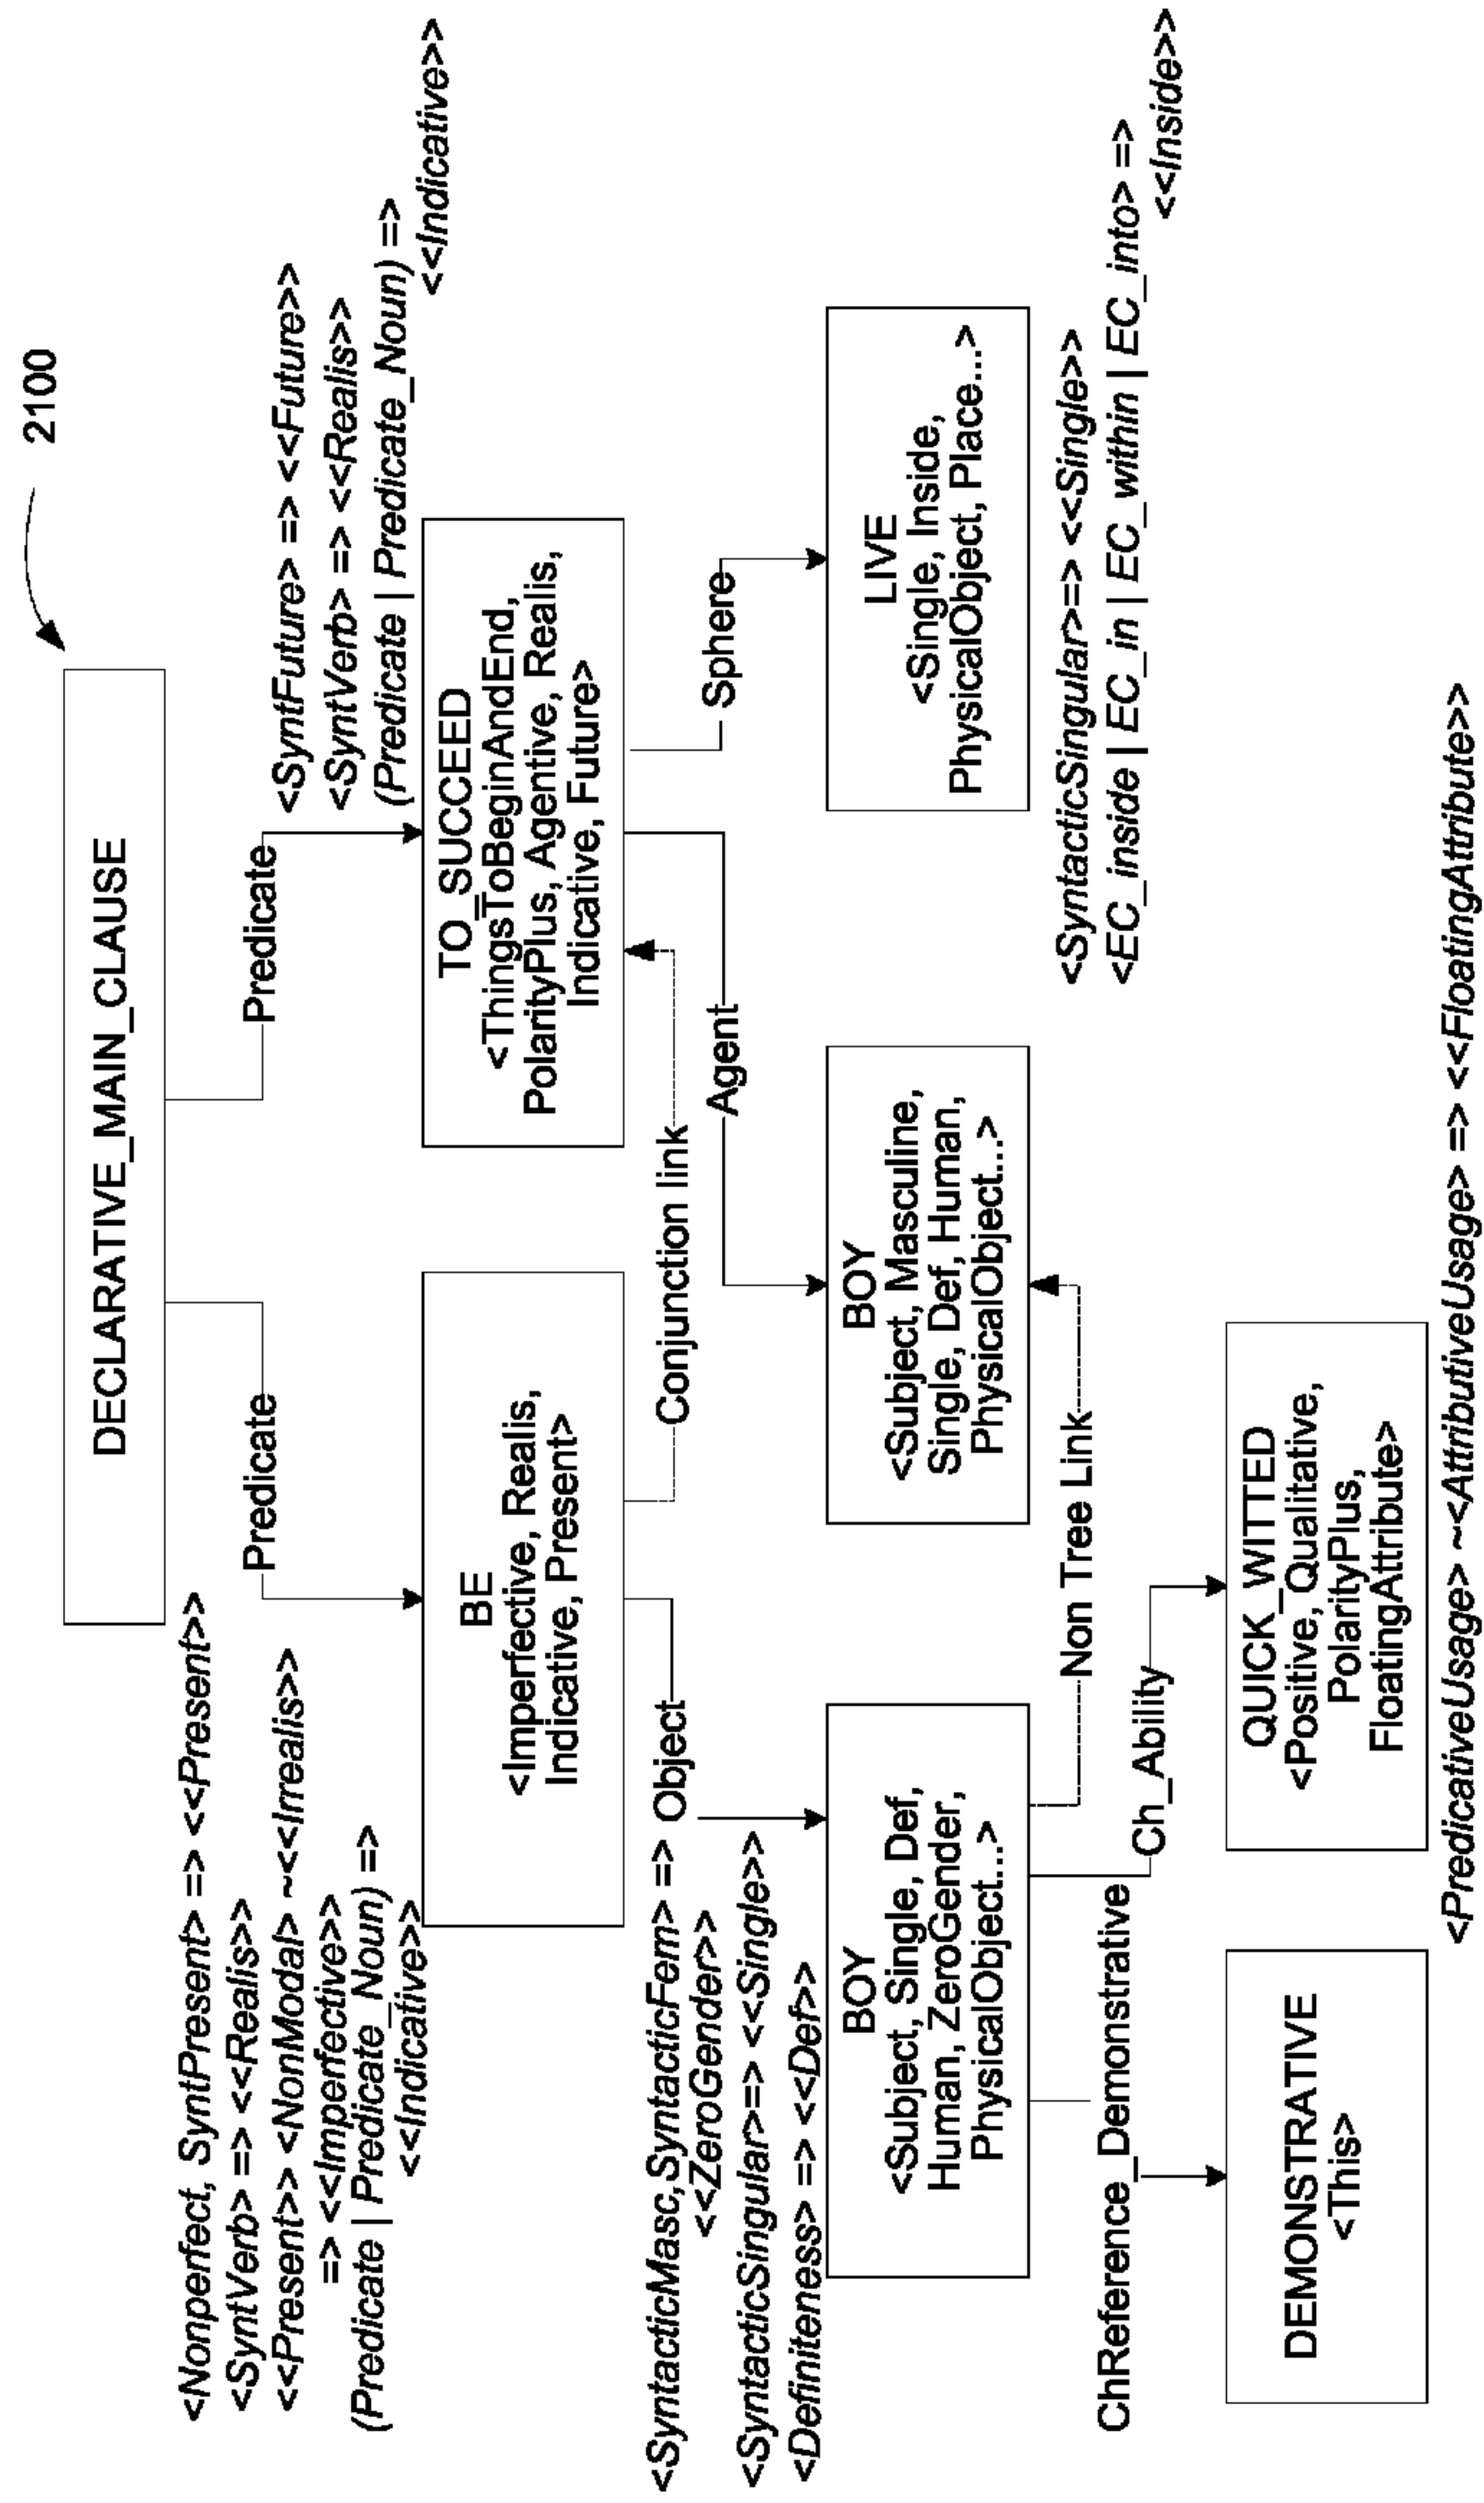 2100
DECLARATIVE_MAIN_CLAUSE
<Nonperfect, SyntPresent> => <<Present>>
<SyntVerb> => <<Realis>>
<<Present>> <NonModal> ~<<Irrealis>>
=> <<Imperfective>>
(Predicate | Predicate_Noun) =>
<<Indicative>>
Predicate
Predicate
<SyntFuture> => <<Future>>
<SyntVerb> => <<Realis>>
(Predicate | Predicate_Noun) =>
<<Indicative>>
BE
<Imperfective, Realis,
Indicative, Present>
TO_SUCCEED
<ThingsToBeginAndEnd,
PolarityPlus, Agentive, Realis,
Indicative, Future>
<SyntacticMasc,SyntacticFem> =>
<<ZeroGender>>
<SyntacticSingular>=> <<Single>>
<Definiteness> => <<Def>>
Object
Conjunction link
Agent
Sphere
BOY
<Subject, Single, Def,
Human, ZeroGender,
PhysicalObject...>
BOY
<Subject, Masculine,
Single, Def, Human,
PhysicalObject...>
LIVE
<Single, Inside,
PhysicalObject, Place...>
<SyntacticSingular>=> <<Single>>
<EC_inside | EC_in | EC_within | EC_into> =>
<<Inside>>
ChReference_Demonstrative
Ch_Ability
Non Tree Link
DEMONSTRATIVE
<This>
QUICK_WITTED
<Positive, Qualitative,
PolarityPlus,
FloatingAttribute>
<PredicativeUsage> ~<AttributiveUsage> => <<FloatingAttribute>>